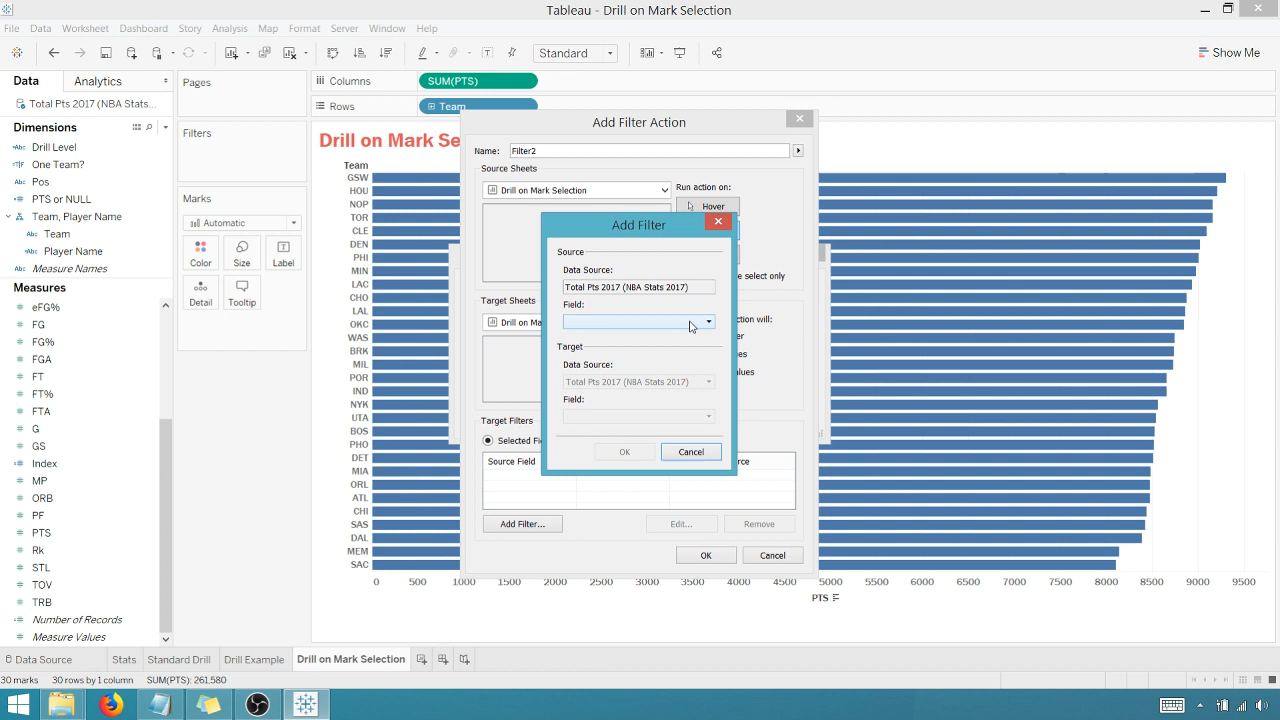 Tableau - Drill on Mark Selection
File Data Worksheet Dashboard Story Analysis Map Format Server Window Help
Standard
Show Me
Data
Analytics
Total Pts 2017 (NBA Stats...
Dimensions
Drill Level
One Team?
Pos
PTS or NULL
Team, Player Name
Team
Player Name
Measure Names
Measures
eFG%
FG
FG%
FGA
FT
FT%
FTA
G
GS
Index
MP
ORB
PF
PTS
Rk
STL
TOV
TRB
Number of Records
Measure Values
Pages
Filters
Marks
Automatic
Color
Size
Label
Detail
Tooltip
Columns
SUM(PTS)
Rows
Team
Drill on Mark Se
Team
GSW
HOU
NOP
TOR
CLE
DEN
PHI
MIN
LAC
CHO
LAL
OKC
WAS
BRK
MIL
POR
IND
NYK
UTA
BOS
PHO
DET
MIA
ORL
ATL
CHI
SAS
DAL
MEM
SAC
0 500 1000 1500 2000 2500 3000 3500 4000 4500 5000 5500 6000 6500 7000 7500 8000 8500 9000 9500
PTS
Add Filter Action
Name:
Filter2
Source Sheets
Drill on Mark Selection
Run action on:
Hover
e select only
Target Sheets
Drill on Ma
ction will:
er
ues
values
Target Filters
Selected Fi
Source Field
rce
Add Filter...
Edit...
Remove
OK
Cancel
Add Filter
Source
Data Source:
Total Pts 2017 (NBA Stats 2017)
Field:
Target
Data Source:
Total Pts 2017 (NBA Stats 2017)
Field:
OK
Cancel
Data Source
Stats
Standard Drill
Drill Example
Drill on Mark Selection
30 marks
30 rows by 1 column
SUM(PTS): 261,580